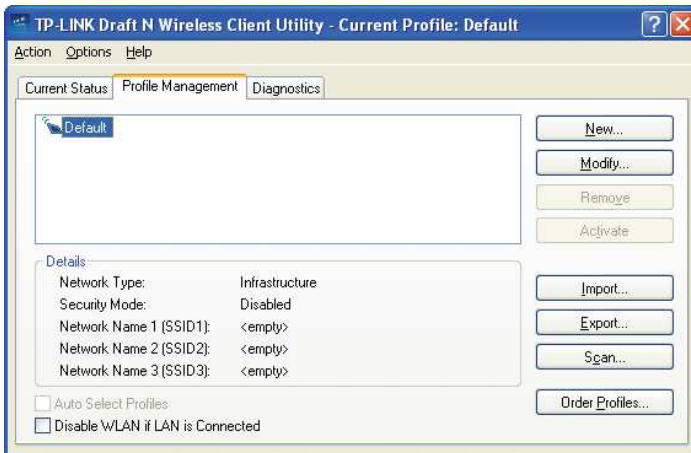 TP-LINK Draft N Wireless Client Utility - Current Profile: Default
Action Options Help
Current Status Profile Management Diagnostics
Default
New...
Modify...
Remove
Activate
Details
Network Type: Infrastructure
Security Mode: Disabled
Network Name 1 (SSID1): <empty>
Network Name 2 (SSID2): <empty>
Network Name 3 (SSID3): <empty>
Import...
Export...
Scan...
Auto Select Profiles
Order Profiles...
Disable WLAN if LAN is Connected